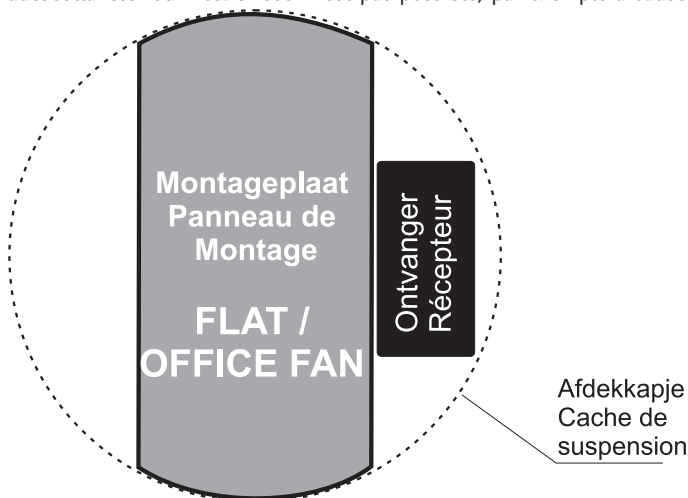 Montageplaat
Panneau de
Montage
FLAT /
OFFICE FAN
Ontvanger
Récepteur
Afdekkapje
Cache de
suspension